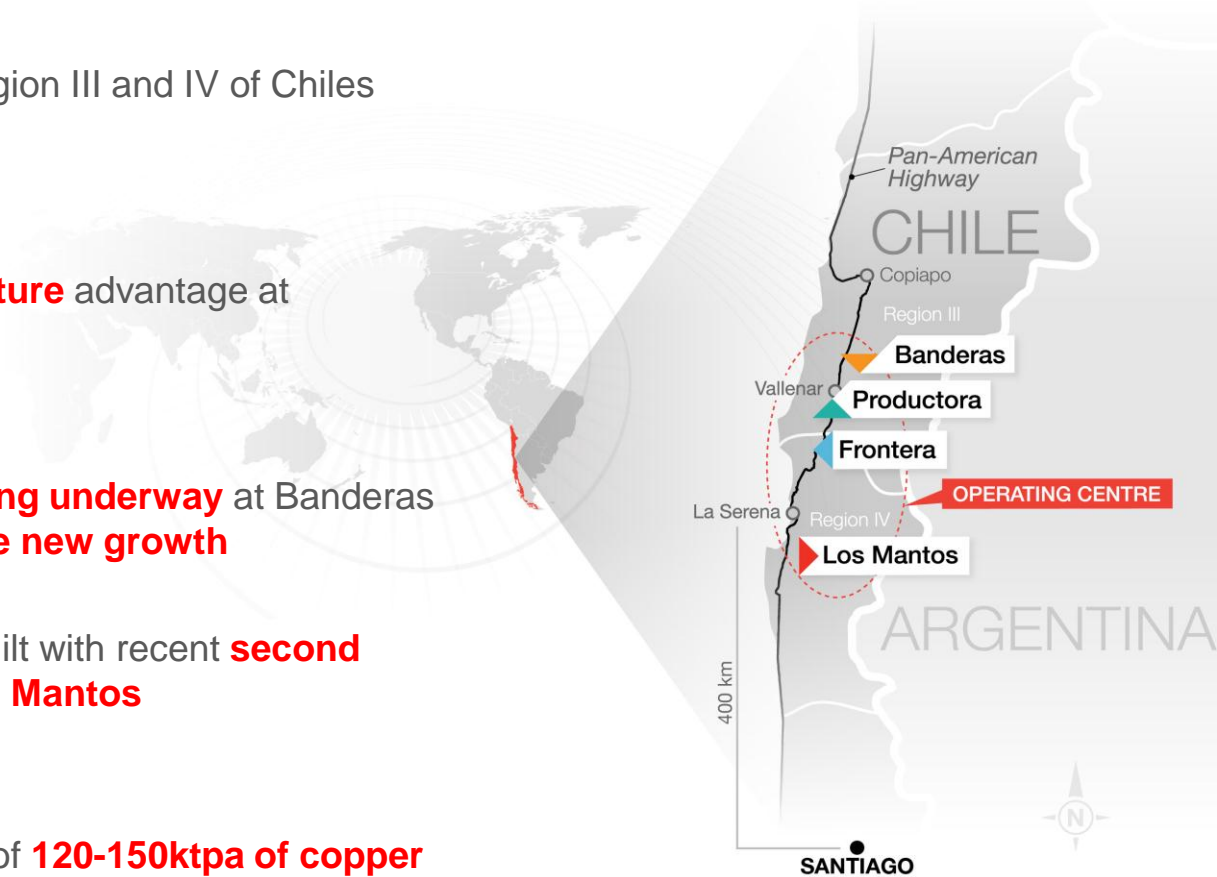 gion III and IV of Chiles
ture advantage at
ng underway at Banderas
e new growth
ilt with recent second
Mantos
of 120-150ktpa of copper
Pan-American
Highway
CHILE
Copiapo
Region III
Banderas
Vallenar
Productora
Frontera
OPERATING CENTRE
La Serena
Region IV
Los Mantos
ARGENTINA
400 km
N
SANTIAGO